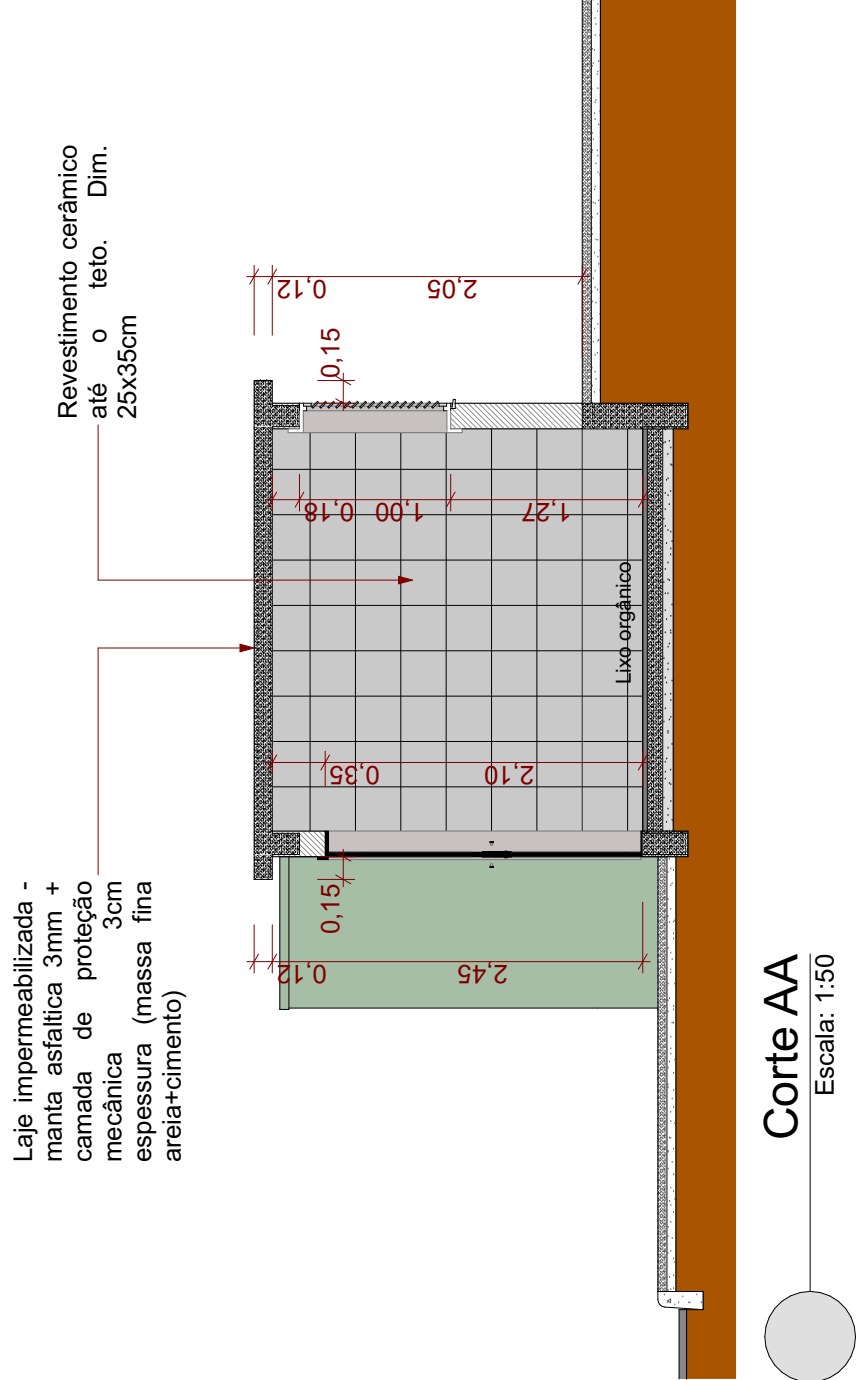 Laje impermeabilizada -
manta asfaltica 3mm +
camada de proteção
mecânica 3cm
espessura (massa fina
areia+cimento)
Revestimento cerâmico
até o teto. Dim.
25x35cm
0,12
2,45
0,15
0,35
2,10
0,18
1,00
1,27
0,15
0,12
2,05
Lixo orgânico
Corte AA
Escala: 1:50